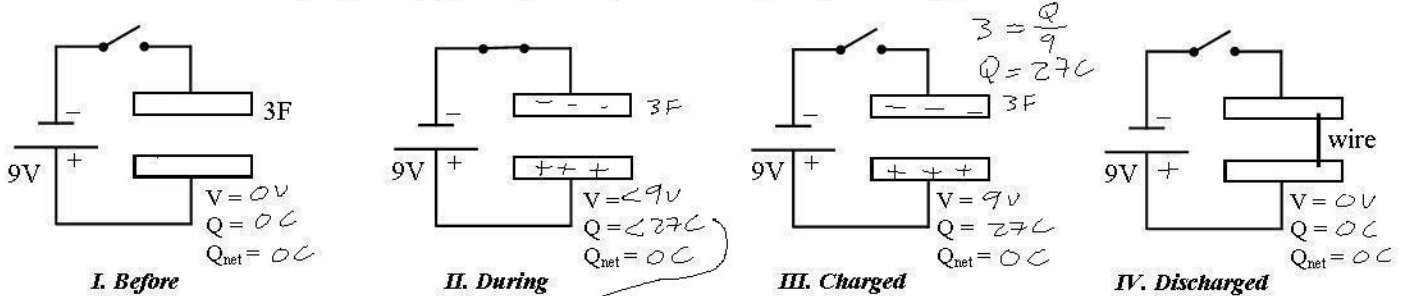 3F
−
9V
+
V = 0V
Q = 0C
Qnet = 0C
I. Before
− − −
3F
−
9V
+
+ + +
V = <9V
Q = <27C
Qnet = 0C
II. During
3 = Q/9
Q = 27C
− − −
3F
−
9V
+
+ + +
V = 9V
Q = 27C
Qnet = 0C
III. Charged
−
9V
+
wire
V = 0V
Q = 0C
Qnet = 0C
IV. Discharged